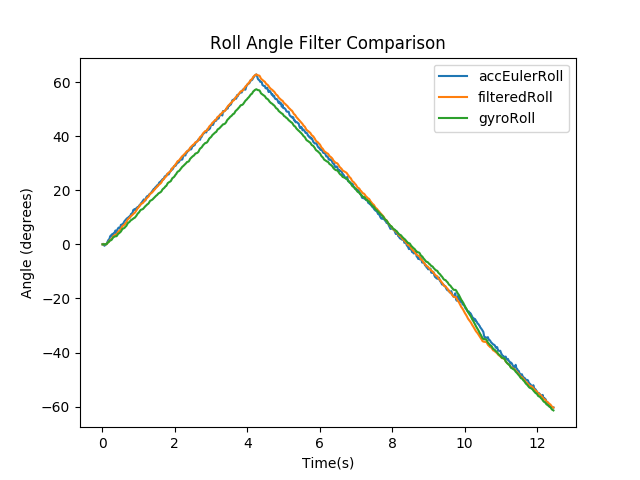 Roll Angle Filter Comparison
accEulerRoll
filteredRoll
gyroRoll
60
40
20
0
−20
−40
−60
Angle (degrees)
0 2 4 6 8 10 12
Time(s)